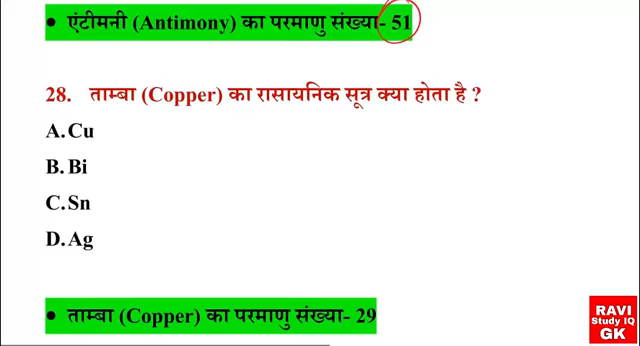 • एंटीमनी (Antimony) का परमाणु संख्या- 51
28. ताम्बा (Copper) का रासायनिक सूत्र क्या होता है ?
A. Cu
B. Bi
C. Sn
D. Ag
• ताम्बा (Copper) का परमाणु संख्या- 29
RAVI
Study IQ
GK